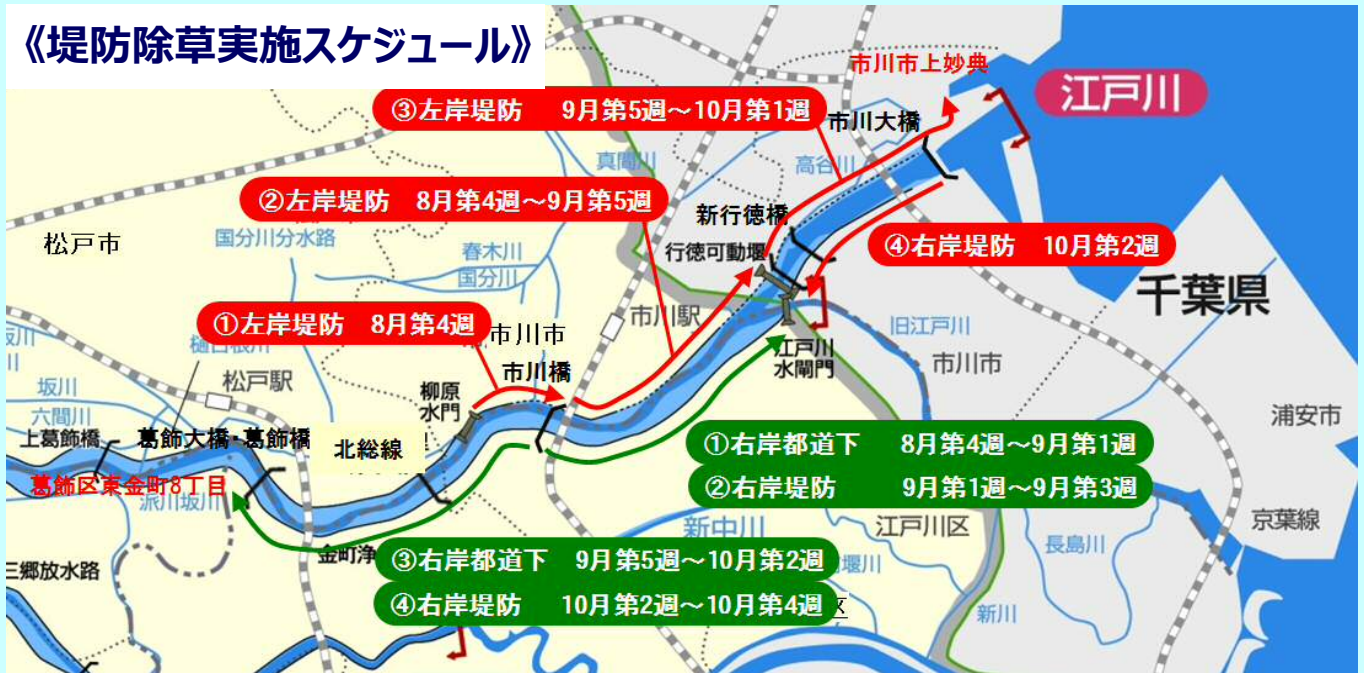 《堤防除草実施スケジュール》
市川市上妙典
江戸川
③左岸堤防 9月第5週～10月第1週
市川大橋
真間川
高谷川
②左岸堤防 8月第4週～9月第5週
新行徳橋
松戸市
国分川分水路
春木川
国分川
行徳可動堰
④右岸堤防 10月第2週
千葉県
①左岸堤防 8月第4週
市川市
市川駅
旧江戸川
江戸川
水閘門
市川市
坂川
松戸駅
市川橋
柳原
水門
六間川
上葛飾橋
葛飾大橋・葛飾橋
北総線
浦安市
①右岸都道下 8月第4週～9月第1週
②右岸堤防 9月第1週～9月第3週
葛飾区東金町8丁目
派川坂川
新中川
江戸川区
京葉線
金町浄
③右岸都道下 9月第5週～10月第2週
長島川
三郷放水路
堀川
④右岸堤防 10月第2週～10月第4週
区
新川